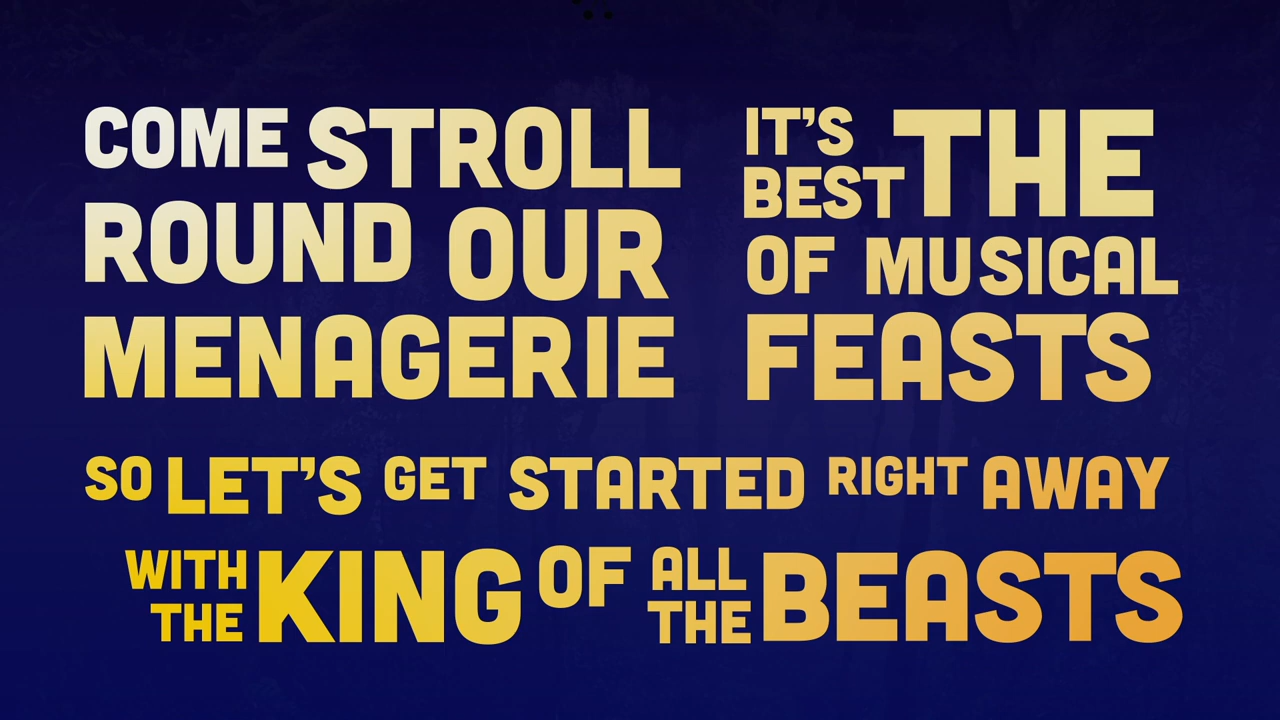 COME STROLL
ROUND OUR
MENAGERIE
IT'S BEST THE
OF MUSICAL
FEASTS
SO LET'S GET STARTED RIGHT AWAY
WITH THE KING OF ALL THE BEASTS